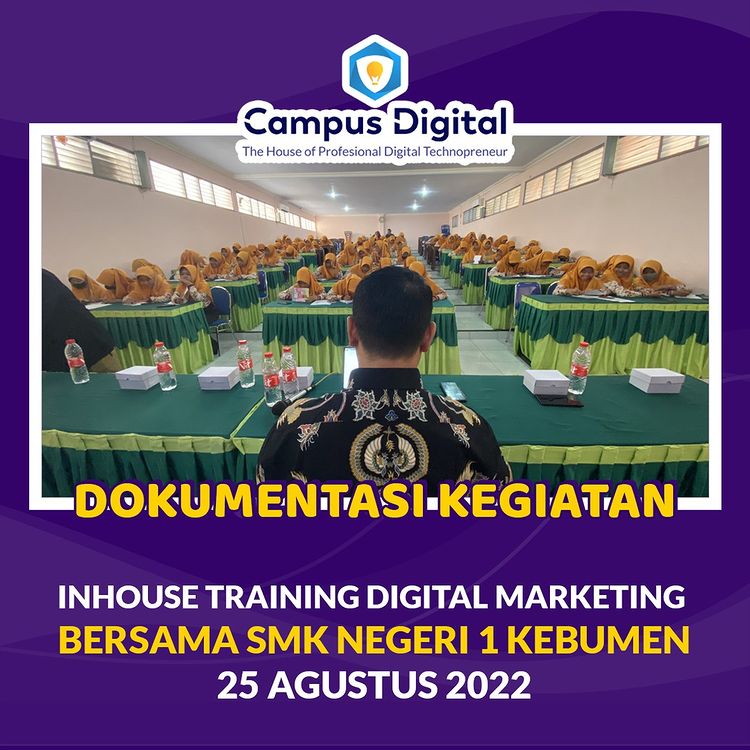 Campus Digital
The House of Profesional Digital Technopreneur
DOKUMENTASI KEGIATAN
INHOUSE TRAINING DIGITAL MARKETING
BERSAMA SMK NEGERI 1 KEBUMEN
25 AGUSTUS 2022